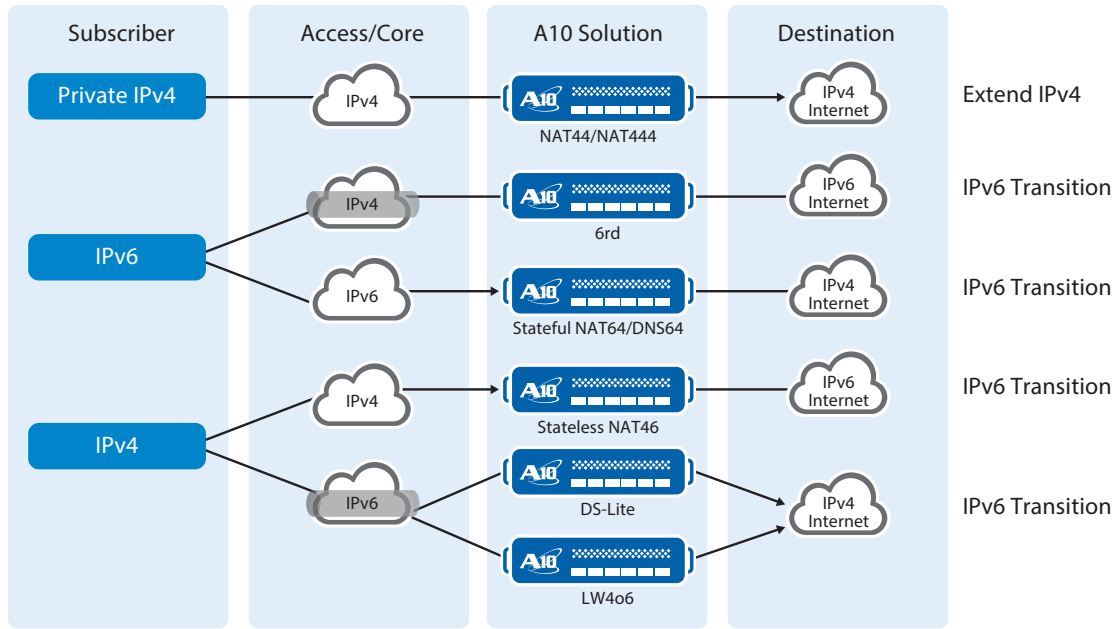 Subscriber Access/Core A10 Solution Destination
Private IPv4 IPv4 A10 IPv4 Internet Extend IPv4
NAT44/NAT444
IPv4 A10 IPv6 Internet IPv6 Transition
6rd
IPv6
IPv6 A10 IPv4 Internet IPv6 Transition
Stateful NAT64/DNS64
IPv4 A10 IPv6 Internet IPv6 Transition
Stateless NAT46
IPv4
A10
DS-Lite
IPv6 IPv4 Internet IPv6 Transition
A10
LW4o6